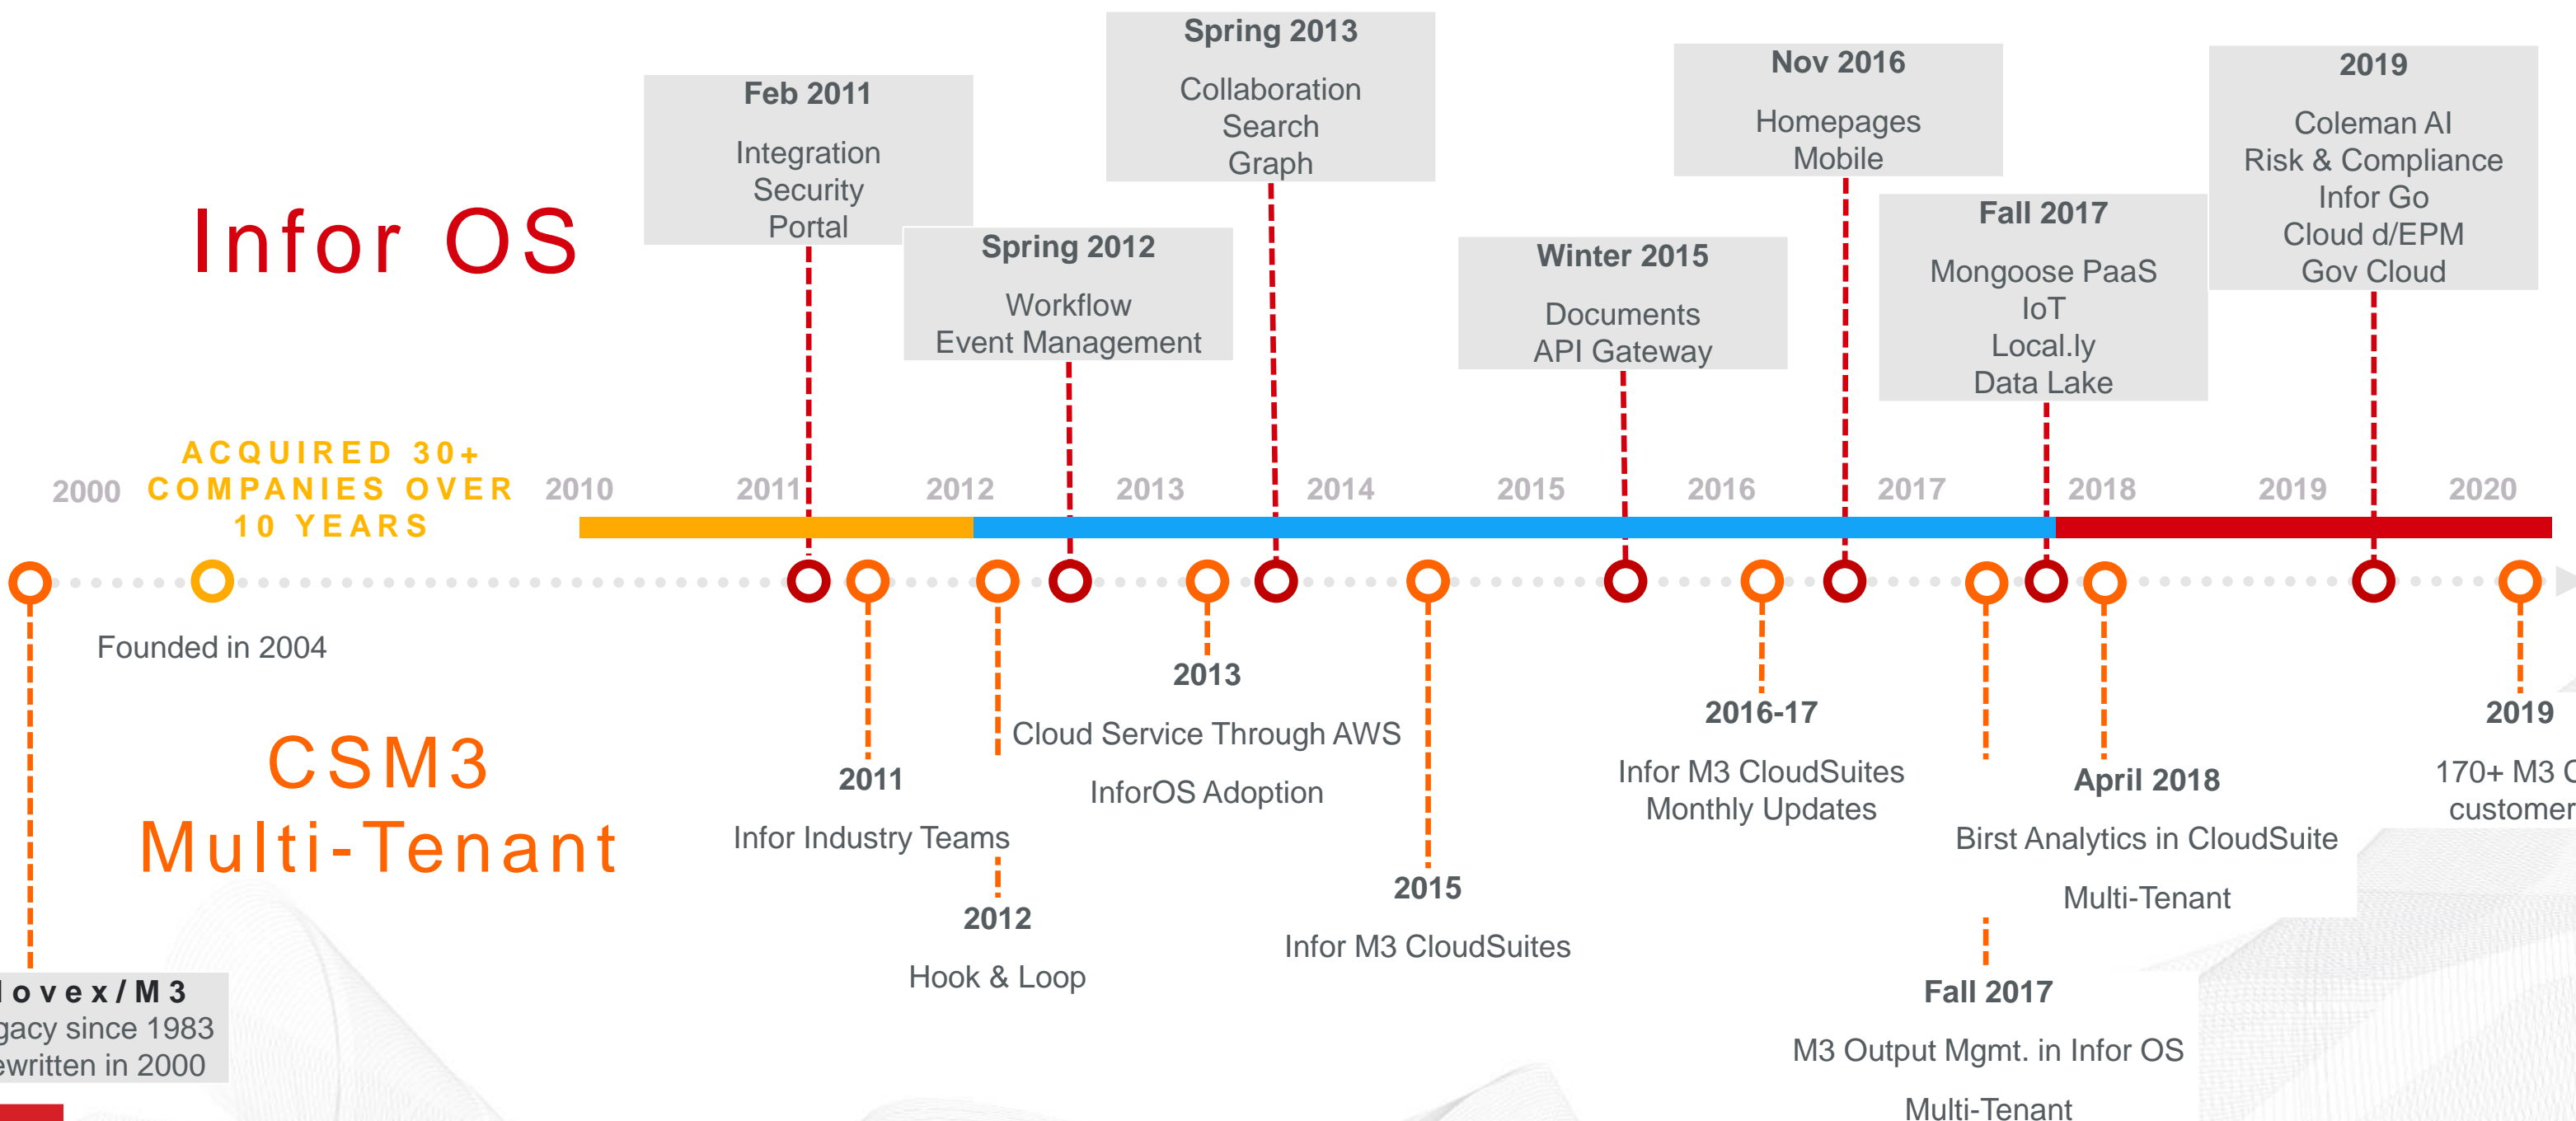 Infor OS
Feb 2011
Integration
Security
Portal
Spring 2012
Workflow
Event Management
Spring 2013
Collaboration
Search
Graph
Winter 2015
Documents
API Gateway
Nov 2016
Homepages
Mobile
Fall 2017
Mongoose PaaS
IoT
Local.ly
Data Lake
2019
Coleman AI
Risk & Compliance
Infor Go
Cloud d/EPM
Gov Cloud
ACQUIRED 30+
COMPANIES OVER
10 YEARS
2000
2010
2011
2012
2013
2014
2015
2016
2017
2018
2019
2020
Founded in 2004
CSM3
Multi-Tenant
ovex/M3
since 1983
in 2000
2011
Infor Industry Teams
2012
Hook & Loop
2013
Cloud Service Through AWS
InforOS Adoption
2015
Infor M3 CloudSuites
2016-17
Infor M3 CloudSuites
Monthly Updates
Fall 2017
M3 Output Mgmt. in Infor OS
Multi-Tenant
April 2018
Birst Analytics in CloudSuite
Multi-Tenant
2019
170+ M3
customer